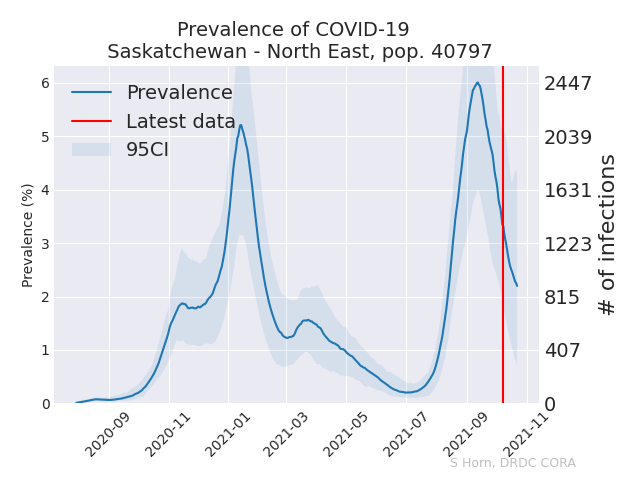 Prevalence of COVID-19
Saskatchewan - North East, pop. 40797
Prevalence
Latest data
95CI
Prevalence (%)
6
5
4
3
2
1
0
2447
2039
1631
1223
815
407
0
# of infections
2020-09
2020-11
2021-01
2021-03
2021-05
2021-07
2021-09
2021-11
S Horn, DRDC CORA